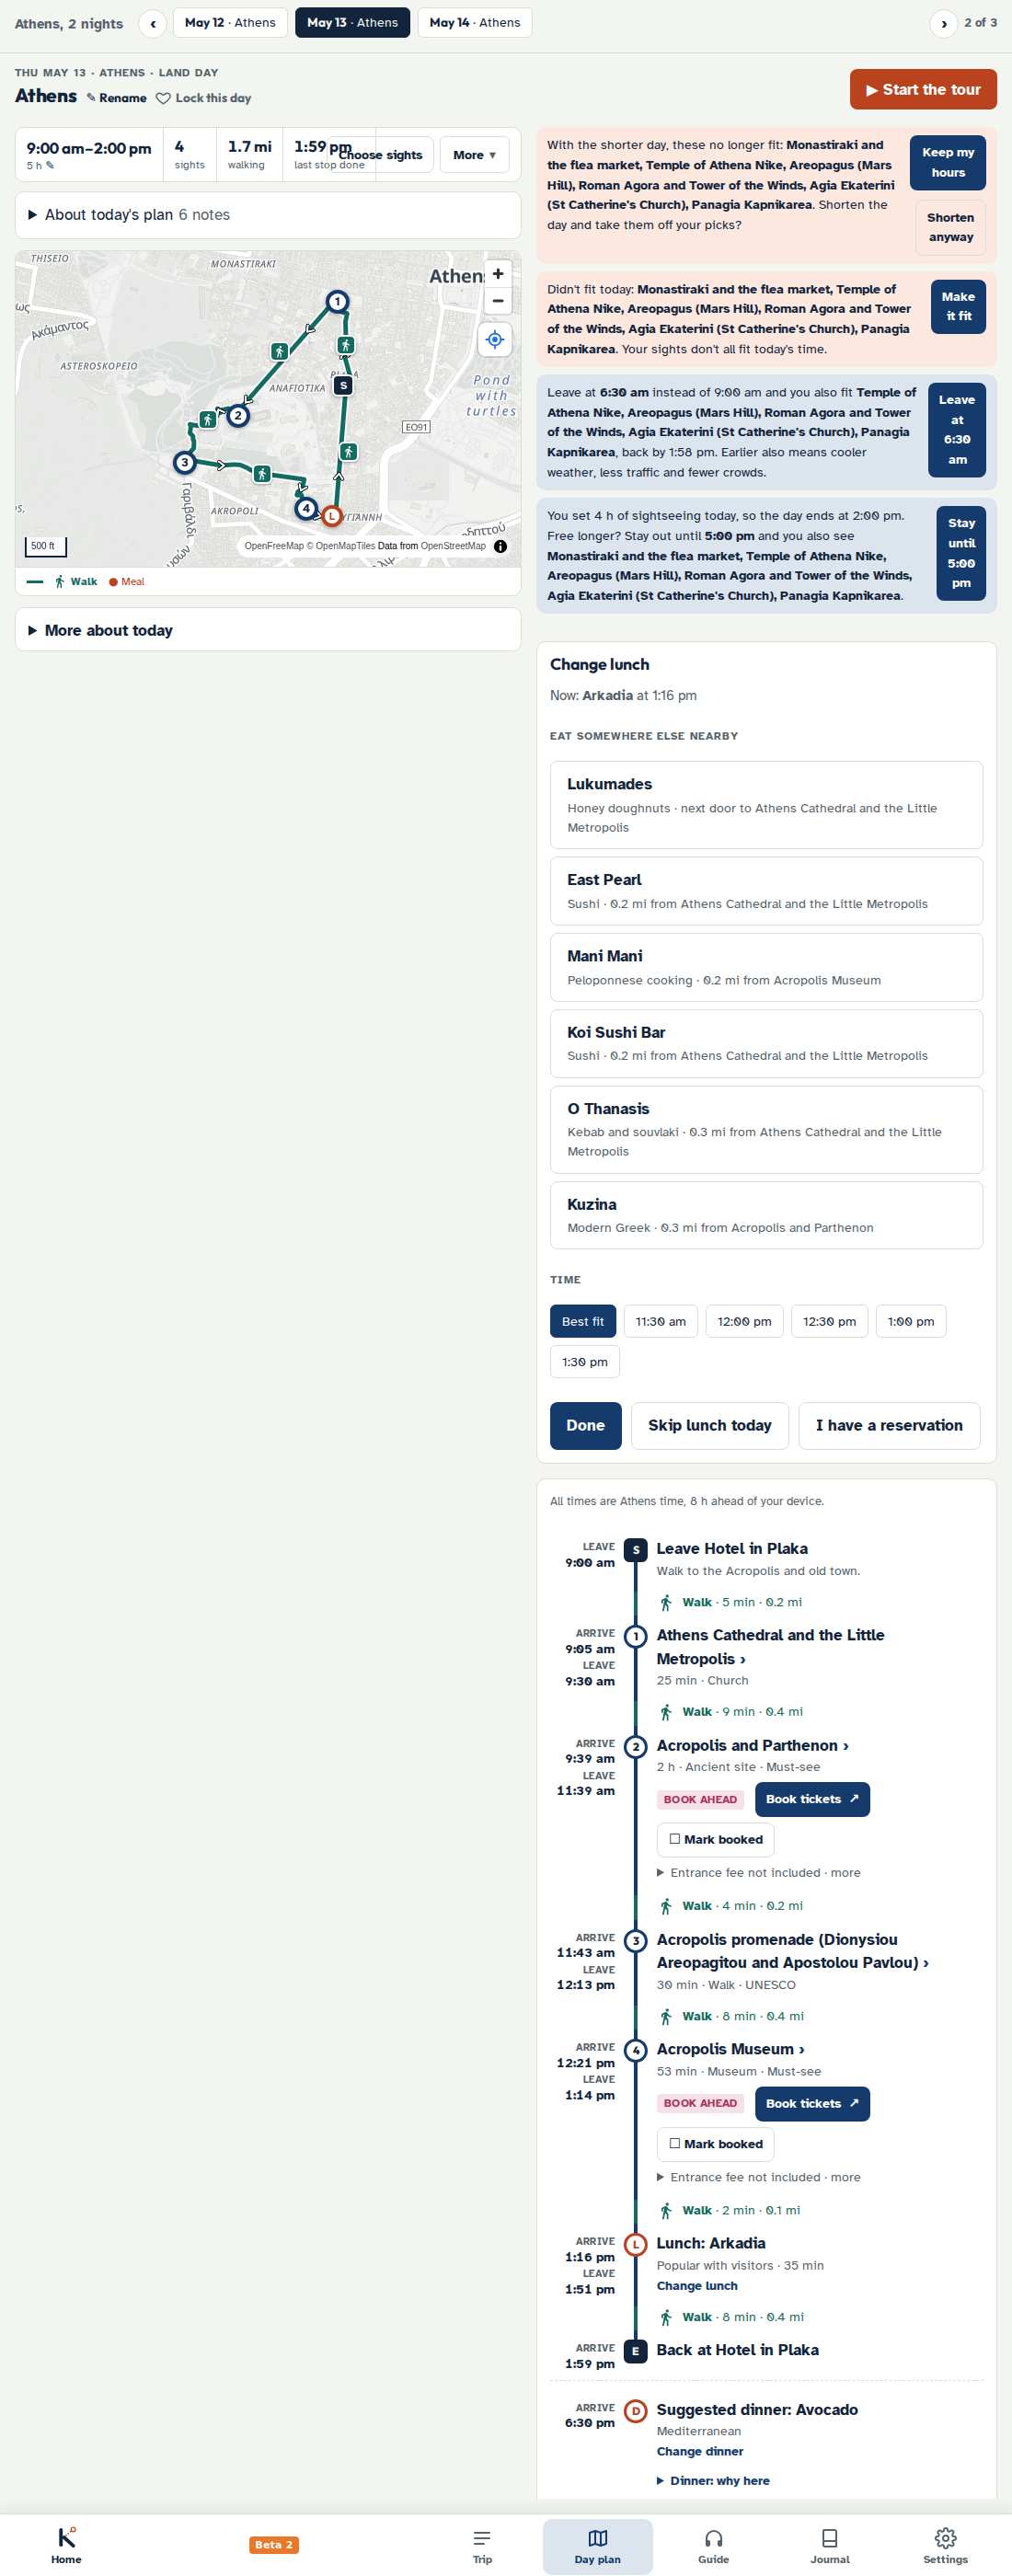 Athens, 2 nights
‹
May 12 · Athens
May 13 · Athens
May 14 · Athens
›
2 of 3
THU MAY 13 · ATHENS · LAND DAY
Athens ✎ Rename ♡ Lock this day
▶ Start the tour
9:00 am–2:00 pm
5 h ✎
4
sights
1.7 mi
walking
1:59 pm
last stop done
Choose sights
More ▾
▶ About today's plan 6 notes
THISEIO
MONASTIRAKI
Athens
ως
Ακάμαντος
ASTEROSKOPEIO
ANAFIOTIKA
Pond
with
turtles
EO91
Γαριβάλδι
AKROPOLI
ΥΓΙΆΝΝΗ
+
−
1
S
2
3
4
L
500 ft
OpenFreeMap © OpenMapTiles Data from OpenStreetMap
Walk
Meal
▶ More about today
With the shorter day, these no longer fit: Monastiraki and
the flea market, Temple of Athena Nike, Areopagus (Mars
Hill), Roman Agora and Tower of the Winds, Agia Ekaterini
(St Catherine's Church), Panagia Kapnikarea. Shorten the
day and take them off your picks?
Keep my
hours
Shorten
anyway
Didn't fit today: Monastiraki and the flea market, Temple of
Athena Nike, Areopagus (Mars Hill), Roman Agora and Tower
of the Winds, Agia Ekaterini (St Catherine's Church), Panagia
Kapnikarea. Your sights don't all fit today's time.
Make
it fit
Leave at 6:30 am instead of 9:00 am and you also fit Temple of
Athena Nike, Areopagus (Mars Hill), Roman Agora and Tower
of the Winds, Agia Ekaterini (St Catherine's Church), Panagia
Kapnikarea, back by 1:58 pm. Earlier also means cooler
weather, less traffic and fewer crowds.
Leave
at
6:30
am
You set 4 h of sightseeing today, so the day ends at 2:00 pm.
Free longer? Stay out until 5:00 pm and you also see
Monastiraki and the flea market, Temple of Athena Nike,
Areopagus (Mars Hill), Roman Agora and Tower of the Winds,
Agia Ekaterini (St Catherine's Church), Panagia Kapnikarea.
Stay
until
5:00
pm
Change lunch
Now: Arkadia at 1:16 pm
EAT SOMEWHERE ELSE NEARBY
Lukumades
Honey doughnuts · next door to Athens Cathedral and the Little
Metropolis
East Pearl
Sushi · 0.2 mi from Athens Cathedral and the Little Metropolis
Mani Mani
Peloponnese cooking · 0.2 mi from Acropolis Museum
Koi Sushi Bar
Sushi · 0.2 mi from Athens Cathedral and the Little Metropolis
O Thanasis
Kebab and souvlaki · 0.3 mi from Athens Cathedral and the Little
Metropolis
Kuzina
Modern Greek · 0.3 mi from Acropolis and Parthenon
TIME
Best fit
11:30 am
12:00 pm
12:30 pm
1:00 pm
1:30 pm
Done
Skip lunch today
I have a reservation
All times are Athens time, 8 h ahead of your device.
LEAVE
9:00 am
S
Leave Hotel in Plaka
Walk to the Acropolis and old town.
Walk · 5 min · 0.2 mi
ARRIVE
9:05 am
LEAVE
9:30 am
1
Athens Cathedral and the Little
Metropolis ›
25 min · Church
Walk · 9 min · 0.4 mi
ARRIVE
9:39 am
LEAVE
11:39 am
2
Acropolis and Parthenon ›
2 h · Ancient site · Must-see
BOOK AHEAD
Book tickets ↗
☐ Mark booked
▶ Entrance fee not included · more
Walk · 4 min · 0.2 mi
ARRIVE
11:43 am
LEAVE
12:13 pm
3
Acropolis promenade (Dionysiou
Areopagitou and Apostolou Pavlou) ›
30 min · Walk · UNESCO
Walk · 8 min · 0.4 mi
ARRIVE
12:21 pm
LEAVE
1:14 pm
4
Acropolis Museum ›
53 min · Museum · Must-see
BOOK AHEAD
Book tickets ↗
☐ Mark booked
▶ Entrance fee not included · more
Walk · 2 min · 0.1 mi
ARRIVE
1:16 pm
LEAVE
1:51 pm
L
Lunch: Arkadia
Popular with visitors · 35 min
Change lunch
Walk · 8 min · 0.4 mi
ARRIVE
1:59 pm
E
Back at Hotel in Plaka
ARRIVE
6:30 pm
D
Suggested dinner: Avocado
Mediterranean
Change dinner
▶ Dinner: why here
Home
Beta 2
Trip
Day plan
Guide
Journal
Settings